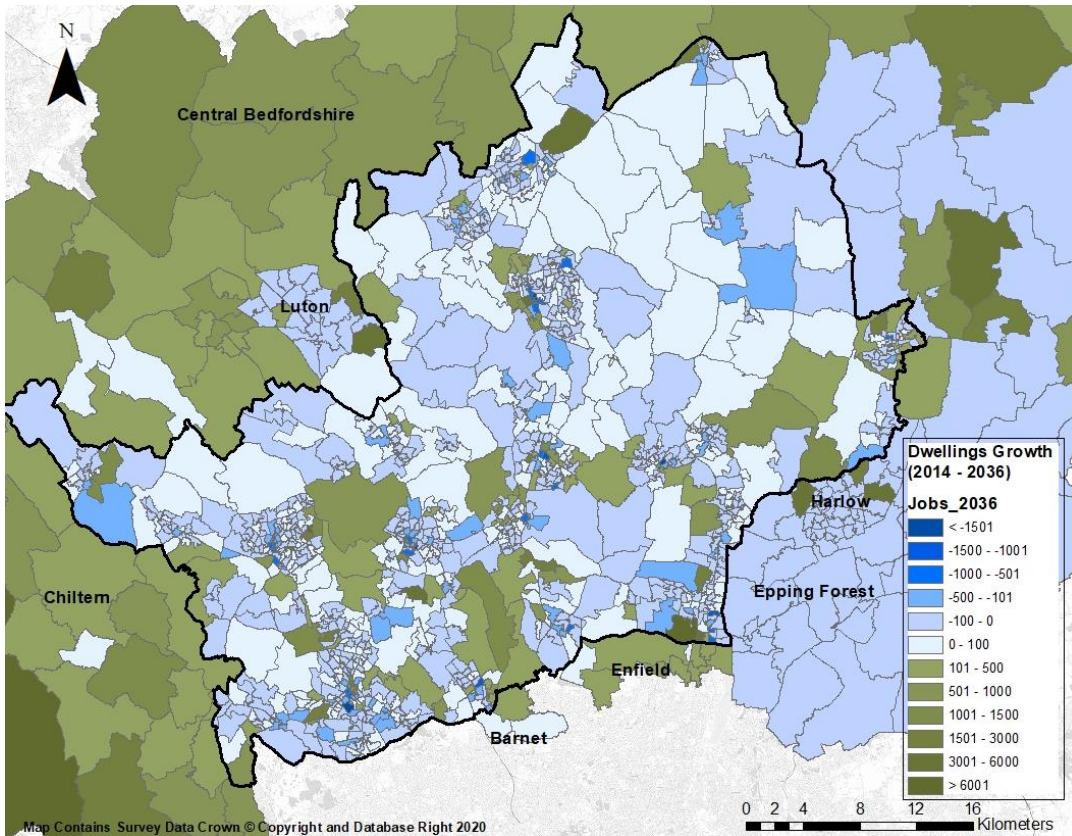 N
Central Bedfordshire
Luton
Chiltern
Harlow
Epping Forest
Enfield
Barnet
Dwellings Growth
(2014 - 2036)
Jobs_2036
< -1501
-1500 - -1001
-1000 - -501
-500 - -101
-100 - 0
0 - 100
101 - 500
501 - 1000
1001 - 1500
1501 - 3000
3001 - 6000
> 6001
0 2 4 8 12 16
Kilometers
Map Contains Survey Data Crown © Copyright and Database Right 2020